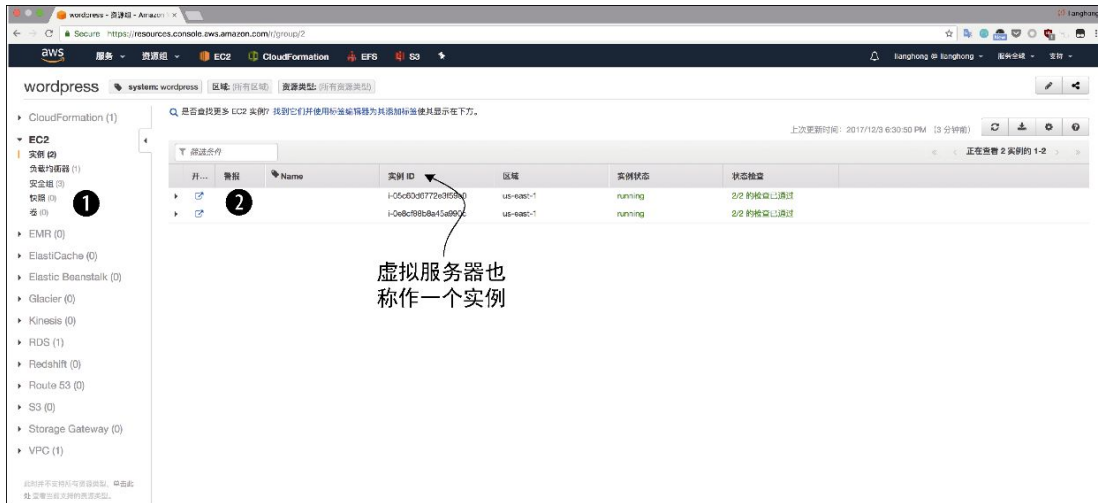 wordpress - 资源组 - Amazon
lianghong
Secure https://resources.console.aws.amazon.com/r/group/2
aws 服务 资源组 EC2 CloudFormation EFS S3 lianghong @ lianghong 服务全球 支持
wordpress system: wordpress 区域: (所有区域) 资源类型: (所有资源类型)
CloudFormation (1)
EC2
实例 (2)
负载均衡器 (1)
安全组 (3)
快照 (0)
卷 (0)
EMR (0)
ElastiCache (0)
Elastic Beanstalk (0)
Glacier (0)
Kinesis (0)
RDS (1)
Redshift (0)
Route 53 (0)
S3 (0)
Storage Gateway (0)
VPC (1)
1
是否查找更多 EC2 实例? 找到它们并使用标签编辑器为其添加标签使其显示在下方。
上次更新时间: 2017/12/3 6:30:50 PM (3 分钟前)
筛选条件 正在查看 2 实例的 1-2
开... 警报 Name 实例 ID 区域 实例状态 状态检查
us-east-1 running 2/2 的检查已通过
us-east-1 running 2/2 的检查已通过
2
虚拟服务器也
称作一个实例